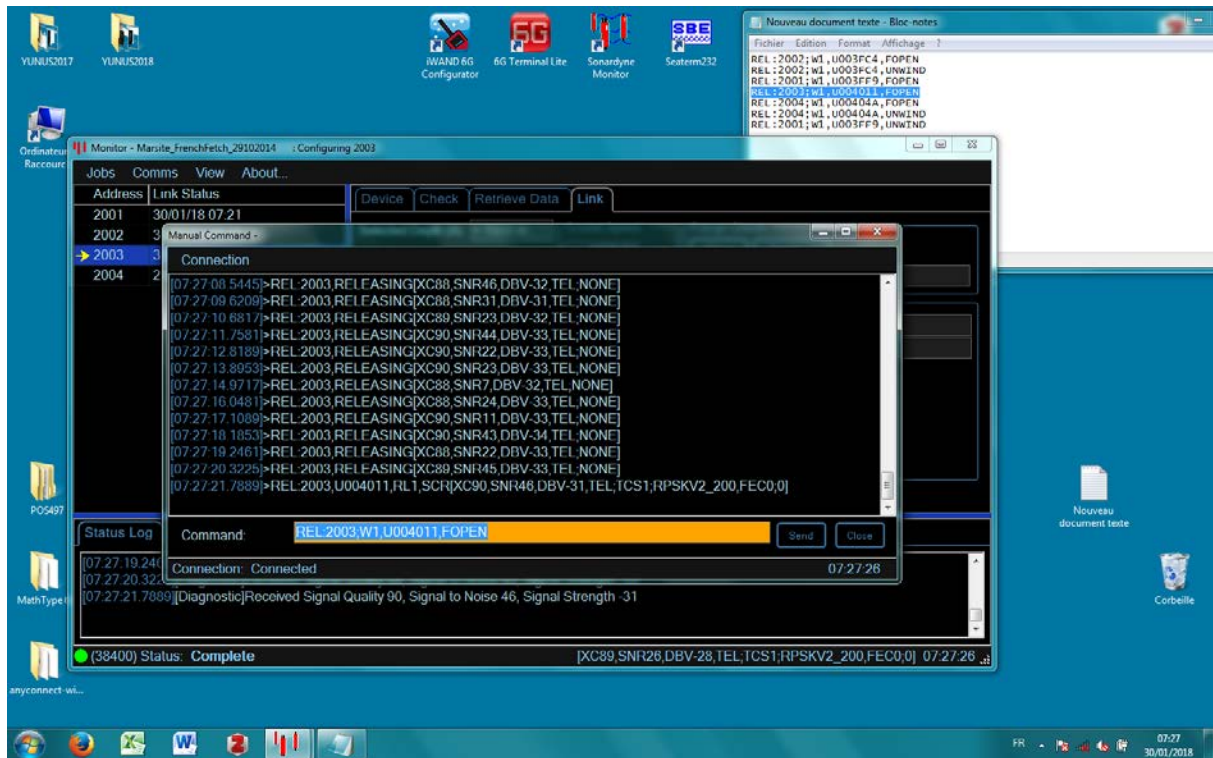 YUNUS2017
YUNUS2018
iWAND 6G
Configurator
6G Terminal Lite
Sonardyne
Monitor
SBE
Seaterm232
Nouveau document texte - Bloc-notes
Fichier Edition Format Affichage ?
REL:2002;W1,U003FC4,FOPEN
REL:2002;W1,U003FC4,UNWIND
REL:2001;W1,U003FF9,FOPEN
REL:2003;W1,U004011,FOPEN
REL:2004;W1,U00404A,FOPEN
REL:2004;W1,U00404A,UNWIND
REL:2001;W1,U003FF9,UNWIND
Ordinateur
Raccourc
Monitor - Marsite_FrenchFetch_2910201 : Configuring 2003
Jobs Comms View About...
Address Link Status
Device Check Retrieve Data Link
2001 30/01/18 07.21
2002 3
2003 3
2004 2
Manual Command -
Connection
[07:27:08.5445]>REL:2003,RELEASING[XC88,SNR46,DBV-32,TEL;NONE]
>REL:2003,RELEASING[XC88,SNR31,DBV-31,TEL;NONE]
>REL:2003,RELEASING[XC89,SNR23,DBV-32,TEL;NONE]
>REL:2003,RELEASING[XC90,SNR44,DBV-33,TEL;NONE]
[07:27:12.8189]>REL:2003,RELEASING[XC90,SNR22,DBV-33,TEL;NONE]
[07:27:13.8953]>REL:2003,RELEASING[XC90,SNR23,DBV-33,TEL;NONE]
[07:27:14.9717]>REL:2003,RELEASING[XC88,SNR7,DBV-32,TEL;NONE]
[07:27:16.0481]>REL:2003,RELEASING[XC88,SNR24,DBV-33,TEL;NONE]
[07:27:17.1089]>REL:2003,RELEASING[XC90,SNR11,DBV-33,TEL;NONE]
[07:27:18.1853]>REL:2003,RELEASING[XC90,SNR43,DBV-34,TEL;NONE]
[07:27:19.2461]>REL:2003,RELEASING[XC88,SNR22,DBV-33,TEL;NONE]
[07:27:20.3225]>REL:2003,RELEASING[XC89,SNR45,DBV-33,TEL;NONE]
[07:27:21.7889]>REL:2003,U004011,RL1,SCR[XC90,SNR46,DBV-31,TEL;TCS1;RPSKV2_200,FEC0;0]
Command: REL:2003;W1,U004011,FOPEN Send Close
Connection: Connected 07:27:26
POS497
Status Log
[07.27.19.24
[07.27.20.32
[07.27.21.7889][Diagnostic]Received Signal Quality 90, Signal to Noise 46, Signal Strength -31
(38400) Status: Complete [XC89,SNR26,DBV-28,TEL;TCS1;RPSKV2_200,FEC0;0] 07:27:26
MathType
anyconnect-wi...
Nouveau
document texte
Corbeille
FR
07:27
30/01/2018